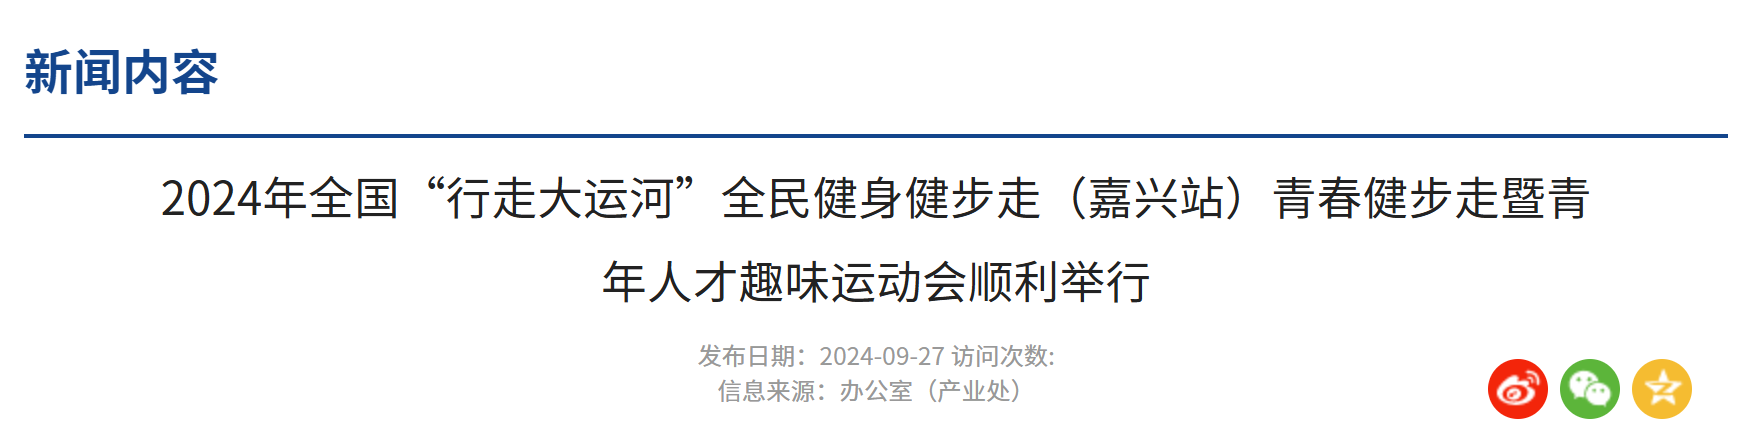 新闻内容
2024年全国“行走大运河”全民健身健步走（嘉兴站）青春健步走暨青
年人才趣味运动会顺利举行
发布日期：2024-09-27 访问次数:
信息来源：办公室（产业处）